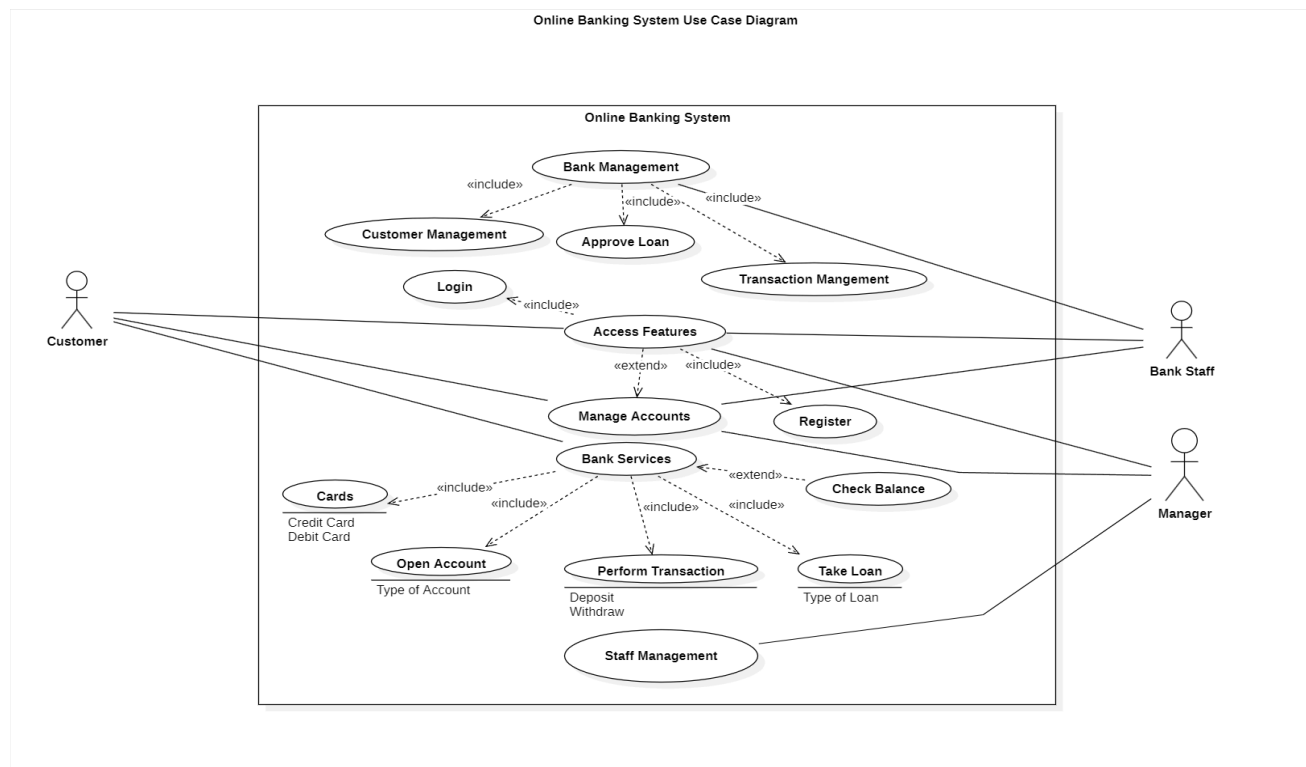 Online Banking System Use Case Diagram
Online Banking System
Bank Management
«include»
«include»
«include»
Customer Management
Approve Loan
Transaction Mangement
Login
«include»
Access Features
Customer
Bank Staff
«extend»
«include»
Manage Accounts
Register
Bank Services
«extend»
Check Balance
«include»
«include»
«include»
«include»
Cards
Credit Card
Debit Card
Manager
Open Account
Type of Account
Perform Transaction
Deposit
Withdraw
Take Loan
Type of Loan
Staff Management